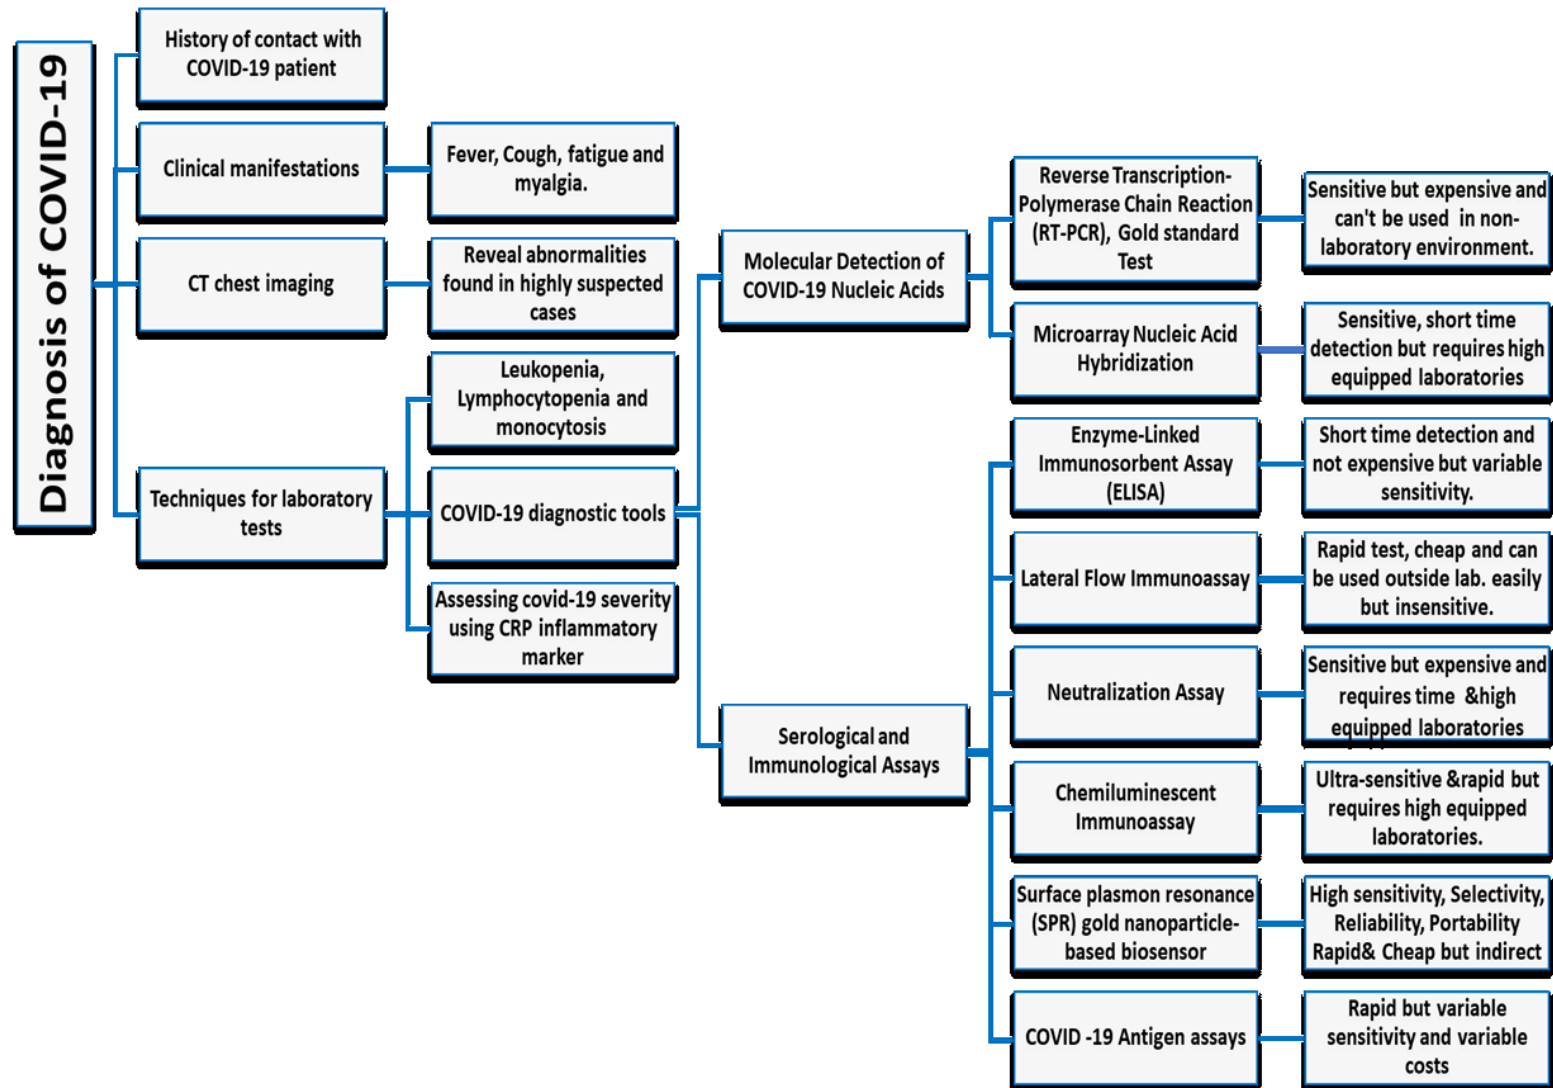 Diagnosis of COVID-19
History of contact with
COVID-19 patient
Clinical manifestations
Fever, Cough, fatigue and
myalgia.
CT chest imaging
Reveal abnormalities
found in highly suspected
cases
Techniques for laboratory
tests
Leukopenia,
Lymphocytopenia and
monocytosis
COVID-19 diagnostic tools
Assessing covid-19 severity
using CRP inflammatory
marker
Molecular Detection of
COVID-19 Nucleic Acids
Reverse Transcription-
Polymerase Chain Reaction
(RT-PCR), Gold standard
Test
Sensitive but expensive and
can't be used in non-
laboratory environment.
Microarray Nucleic Acid
Hybridization
Sensitive, short time
detection but requires high
equipped laboratories
Serological and
Immunological Assays
Enzyme-Linked
Immunosorbent Assay
(ELISA)
Short time detection and
not expensive but variable
sensitivity.
Lateral Flow Immunoassay
Rapid test, cheap and can
be used outside lab. easily
but insensitive.
Neutralization Assay
Sensitive but expensive and
requires time &high
equipped laboratories
Chemiluminescent
Immunoassay
Ultra-sensitive &rapid but
requires high equipped
laboratories.
Surface plasmon resonance
(SPR) gold nanoparticle-
based biosensor
High sensitivity, Selectivity,
Reliability, Portability
Rapid& Cheap but indirect
COVID -19 Antigen assays
Rapid but variable
sensitivity and variable
costs